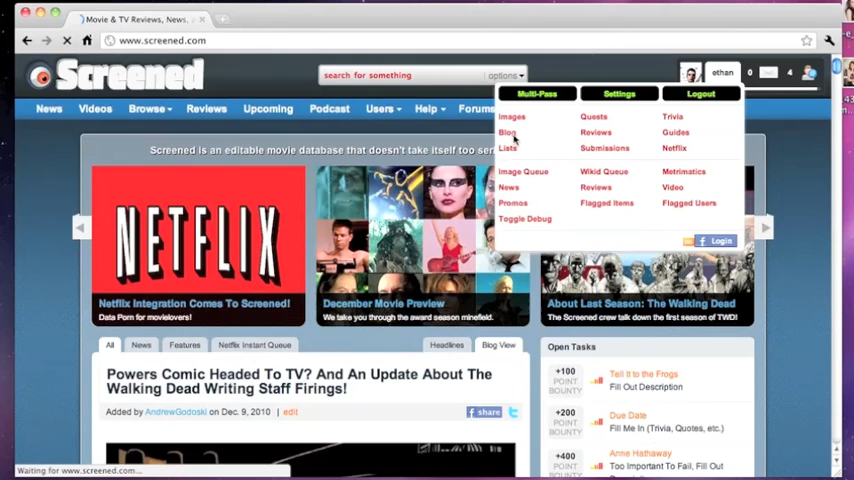 Movie & TV Reviews, News,
www.screened.com
Screened
search for something
options
ethan
0
4
Multi-Pass
Settings
Logout
News
Videos
Browse
Reviews
Upcoming
Podcast
Users
Help
Forums
Images
Quests
Trivia
Blog
Reviews
Guides
Lists
Submissions
Netflix
Image Queue
Wikid Queue
Metrimatics
News
Reviews
Video
Promos
Flagged Items
Flagged Users
Toggle Debug
Login
Screened is an editable movie database that doesn't take itself too
NETFLIX
Netflix Integration Comes To Screened!
Data Porn for movielovers!
December Movie Preview
We take you through the award season minefield.
About Last Season: The Walking Dead
The Screened crew talk down the first season of TWD!
All
News
Features
Netflix Instant Queue
Headlines
Blog View
Open Tasks
Powers Comic Headed To TV? And An Update About The
Walking Dead Writing Staff Firings!
Added by AndrewGodoski on Dec. 9, 2010 | edit
share
+100
POINT
BOUNTY
Tell It to the Frogs
Fill Out Description
+200
POINT
BOUNTY
Due Date
Fill Me In (Trivia, Quotes, etc.)
+400
POINT
BOUNTY
Anne Hathaway
Too Important To Fail, Fill Out
Waiting for www.screened.com...